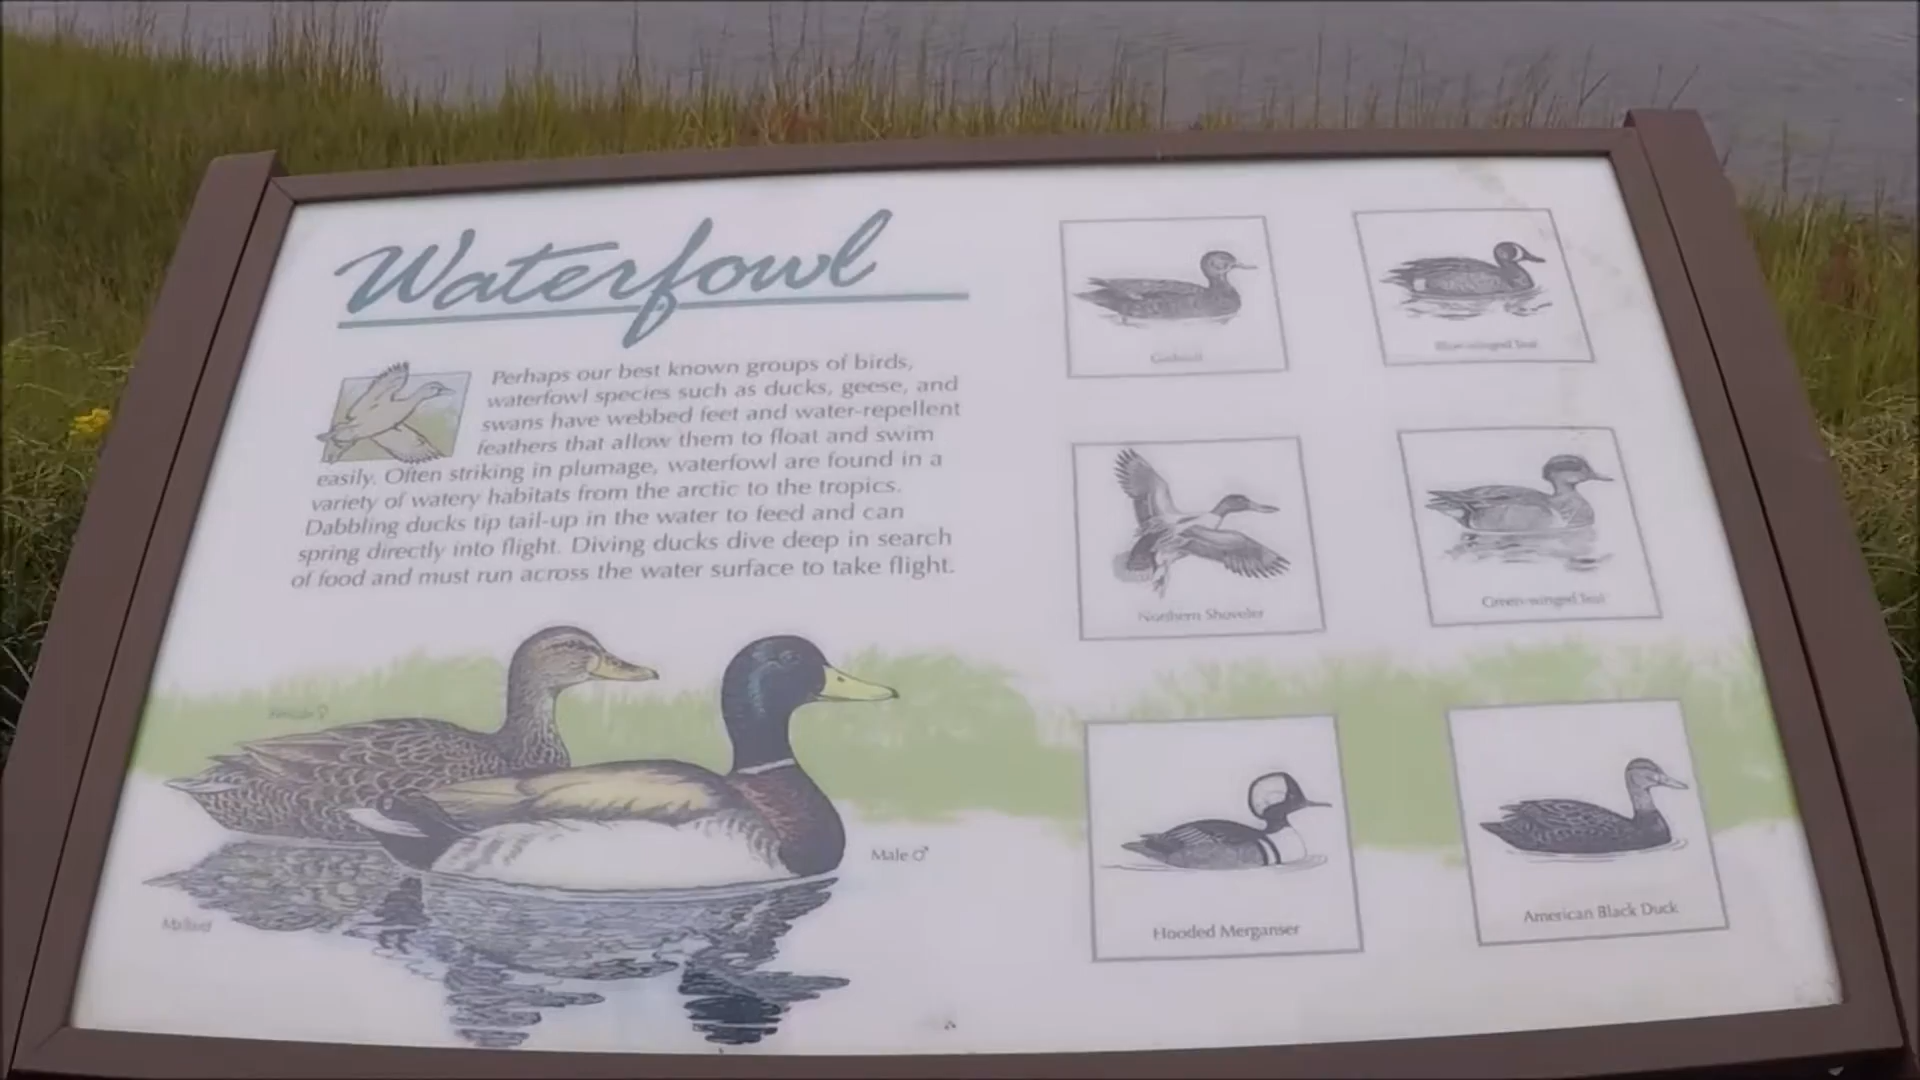 Waterfowl
Perhaps our best known groups of birds,
waterfowl species such as ducks, geese, and
swans have webbed feet and water-repellent
feathers that allow them to float and swim
easily. Often striking in plumage, waterfowl are found in a
variety of watery habitats from the arctic to the tropics.
Dabbling ducks tip tail-up in the water to feed and can
spring directly into flight. Diving ducks dive deep in search
of food and must run across the water surface to take flight.
Female ♀
Male ♂
Mallard
Gadwall
Blue-winged Teal
Northern Shoveler
Green-winged Teal
Hooded Merganser
American Black Duck